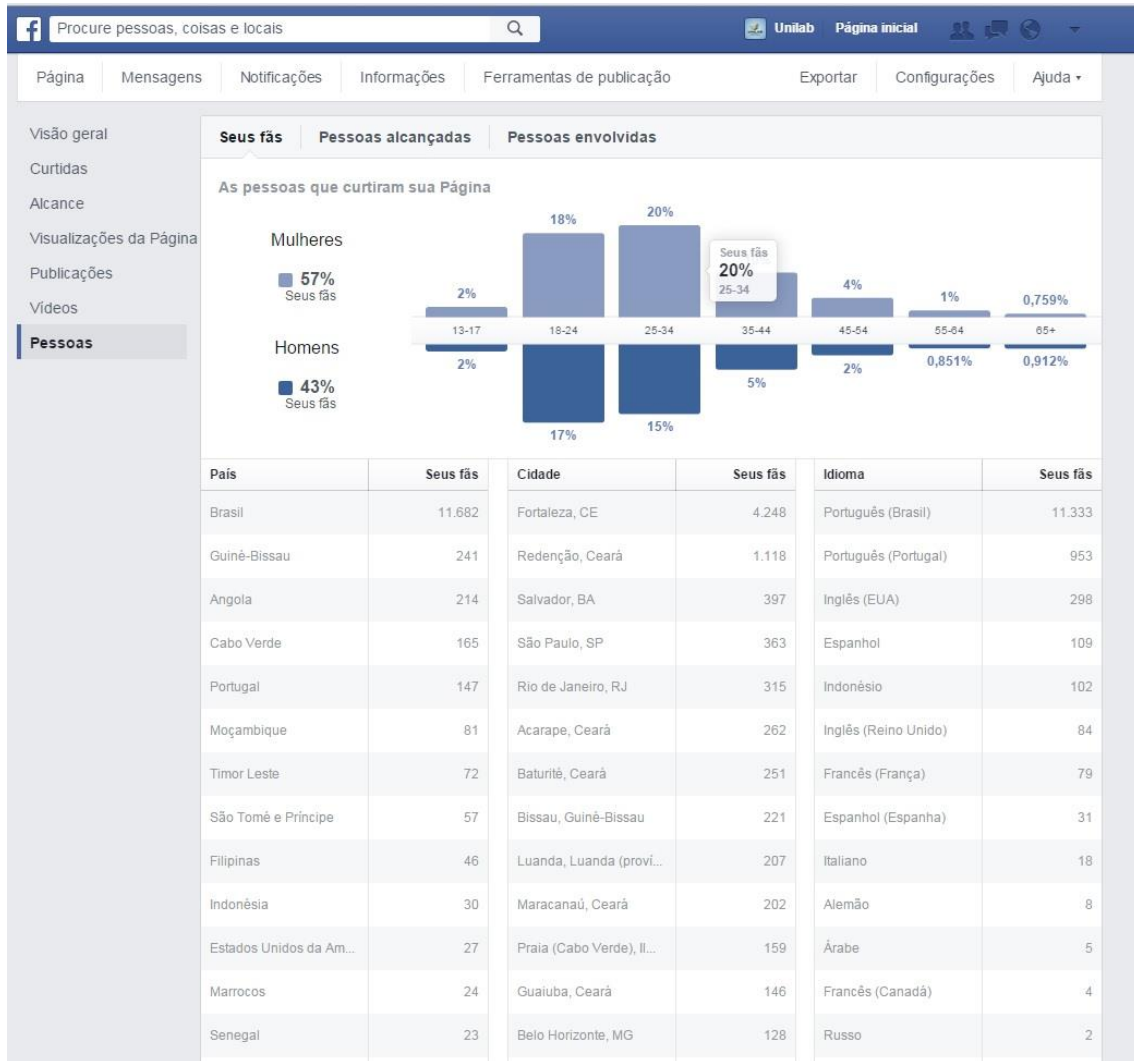 f Procure pessoas, coisas e locais Unilab Página inicial
Página Mensagens Notificações Informações Ferramentas de publicação Exportar Configurações Ajuda
Visão geral
Curtidas
Alcance
Visualizações da Página
Publicações
Vídeos
Pessoas
Seus fãs Pessoas alcançadas Pessoas envolvidas
As pessoas que curtiram sua Página
Mulheres
57%
Seus fãs
2% 18% 20% 4% 1% 0,759%
Seus fãs
20%
25-34
13-17 18-24 25-34 35-44 45-54 55-64 65+
Homens
43%
Seus fãs
2% 17% 15% 5% 2% 0,851% 0,912%
País Seus fãs Cidade Seus fãs Idioma Seus fãs
Brasil 11.682 Fortaleza, CE 4.248 Português (Brasil) 11.333
Guiné-Bissau 241 Redenção, Ceará 1.118 Português (Portugal) 953
Angola 214 Salvador, BA 397 Inglês (EUA) 298
Cabo Verde 165 São Paulo, SP 363 Espanhol 109
Portugal 147 Rio de Janeiro, RJ 315 Indonésio 102
Moçambique 81 Acarape, Ceará 262 Inglês (Reino Unido) 84
Timor Leste 72 Baturité, Ceará 251 Francês (França) 79
São Tomé e Príncipe 57 Bissau, Guiné-Bissau 221 Espanhol (Espanha) 31
Filipinas 46 Luanda, Luanda (proví... 207 Italiano 18
Indonésia 30 Maracanaú, Ceará 202 Alemão 8
Estados Unidos da Am... 27 Praia (Cabo Verde), Il... 159 Árabe 5
Marrocos 24 Guaiuba, Ceará 146 Francês (Canadá) 4
Senegal 23 Belo Horizonte, MG 128 Russo 2